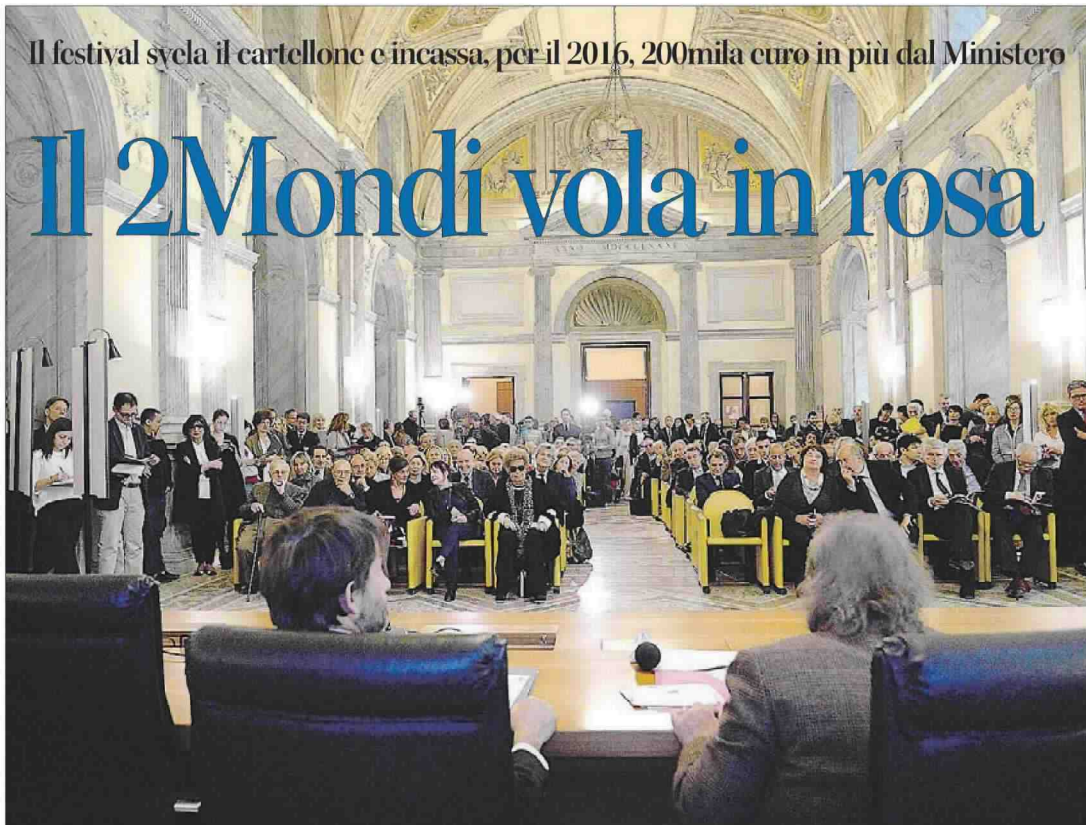 Il festival svela il cartellone e incassa, per il 2016, 200mila euro in più dal Ministero
Il 2Mondi vola in rosa